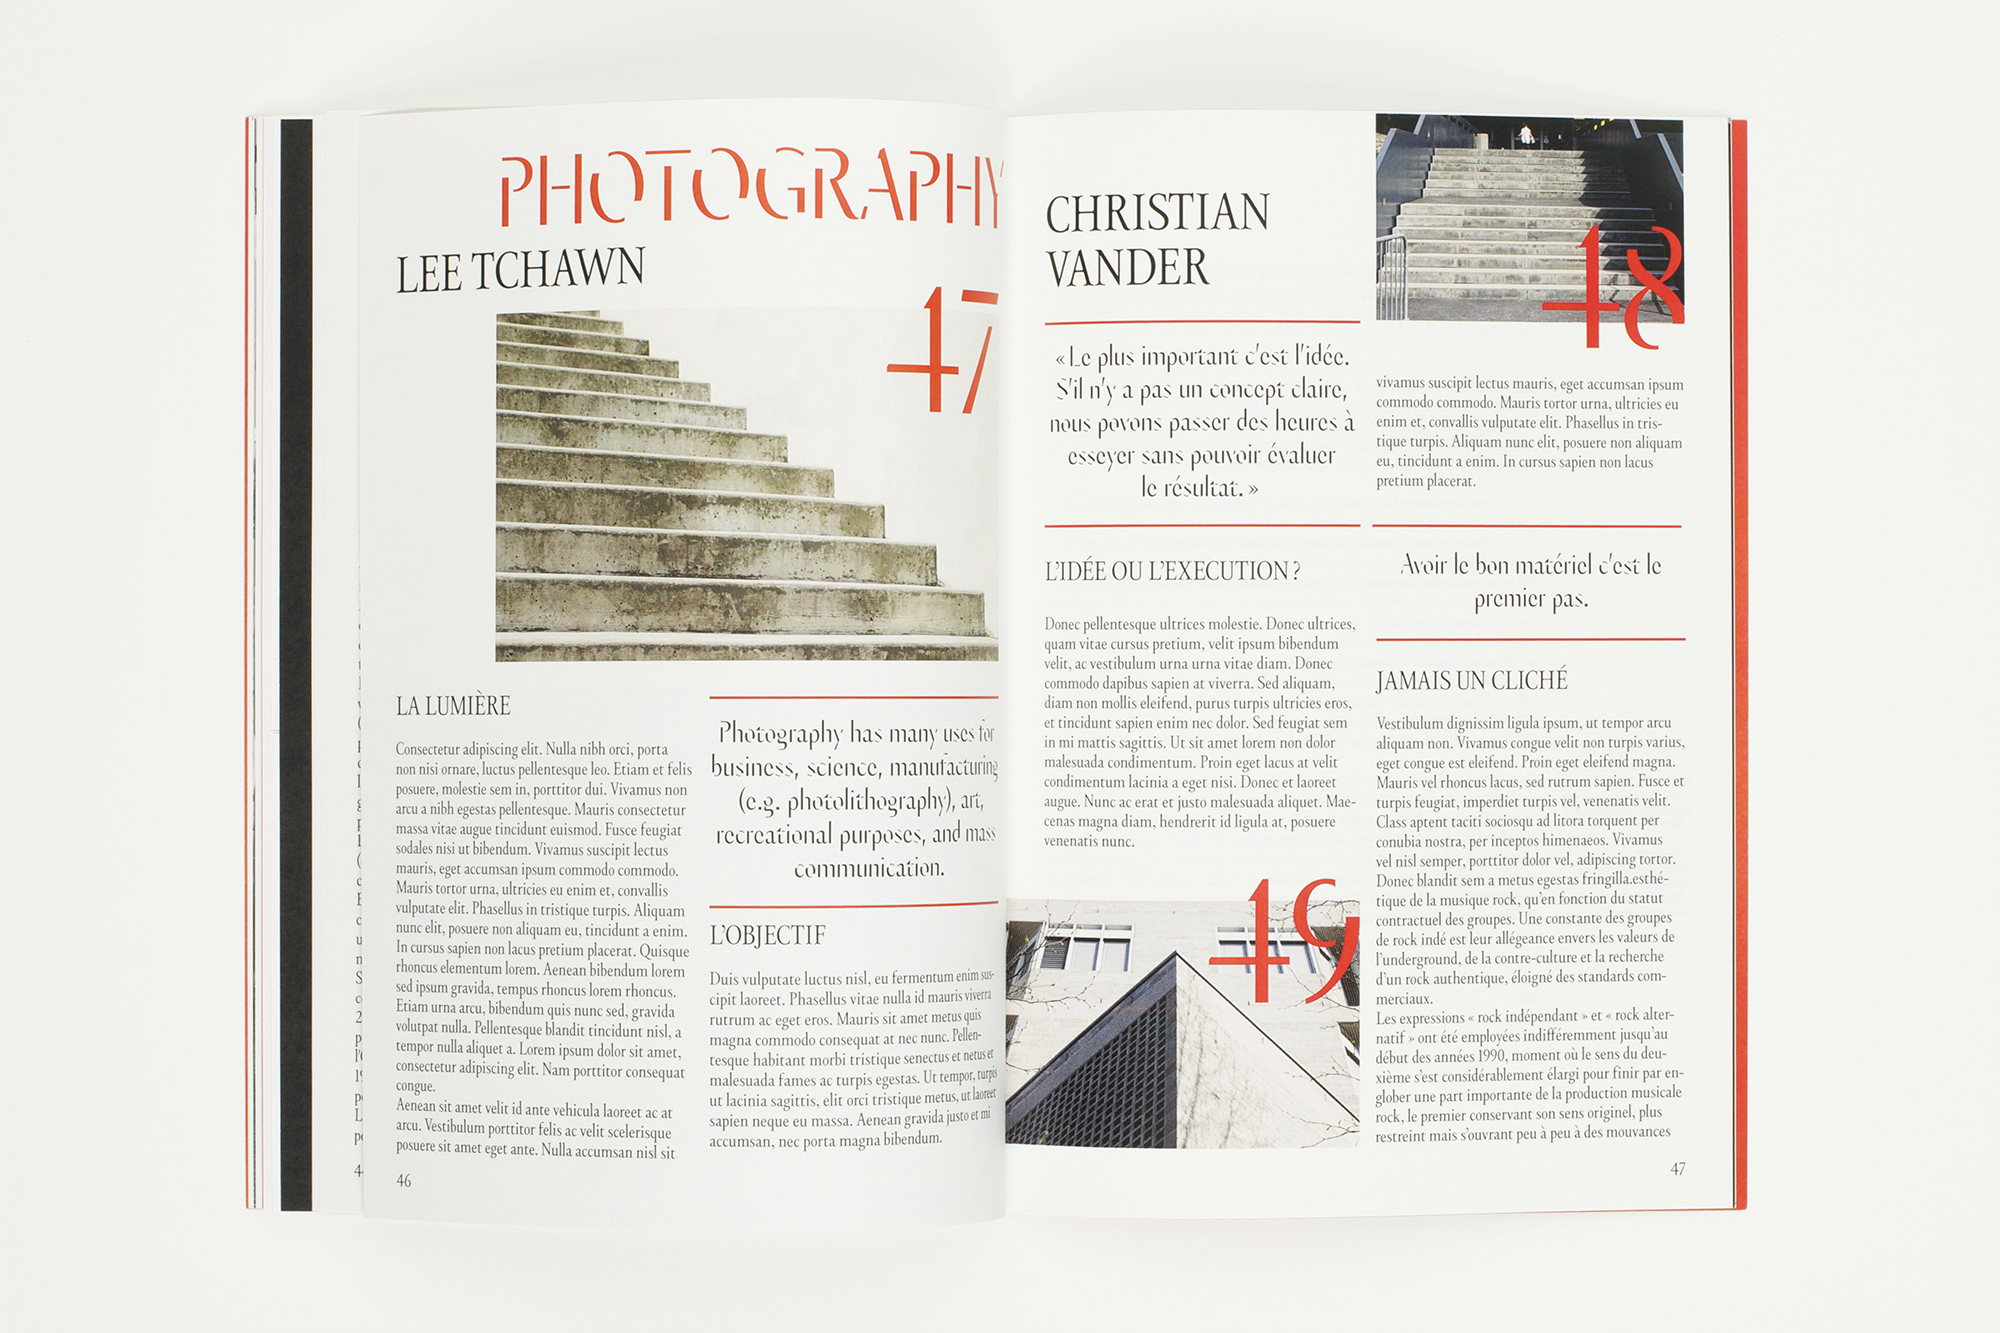 PHOTOGRAPHY
LEE TCHAWN
47
LA LUMIÈRE
Consectetur adipiscing elit. Nulla nibh orci, porta
non nisi ornare, luctus pellentesque leo. Etiam et felis
posuere, molestie sem in, porttitor dui. Vivamus non
arcu a nibh egestas pellentesque. Mauris consectetur
massa vitae augue tincidunt euismod. Fusce feugiat
sodales nisi ut bibendum. Vivamus suscipit lectus
mauris, eget accumsan ipsum commodo commodo.
Mauris tortor urna, ultricies eu enim et, convallis
vulputate elit. Phasellus in tristique turpis. Aliquam
nunc elit, posuere non aliquam eu, tincidunt a enim.
In cursus sapien non lacus pretium placerat. Quisque
rhoncus elementum lorem. Aenean bibendum lorem
sed ipsum gravida, tempus rhoncus lorem rhoncus.
Etiam urna arcu, bibendum quis nunc sed, gravida
volutpat nulla. Pellentesque blandit tincidunt nisl, a
tempor nulla aliquet a. Lorem ipsum dolor sit amet,
consectetur adipiscing elit. Nam porttitor consequat
congue.
Aenean sit amet velit id ante vehicula laoreet ac at
arcu. Vestibulum porttitor felis ac velit scelerisque
posuere sit amet eget ante. Nulla accumsan nisl sit
46
Photography has many uses for
business, science, manufacturing
(e.g. photolithography), art,
recreational purposes, and mass
communication.
L'OBJECTIF
Duis vulputate luctus nisl, eu fermentum enim sus-
cipit laoreet. Phasellus vitae nulla id mauris viverra
rutrum ac eget eros. Mauris sit amet metus quis
magna commodo consequat at nec nunc. Pellen-
tesque habitant morbi tristique senectus et netus et
malesuada fames ac turpis egestas. Ut tempor, turpis
ut lacinia sagittis, elit orci tristique metus, ut laoreet
sapien neque eu massa. Aenean gravida justo et mi
accumsan, nec porta magna bibendum.
CHRISTIAN
VANDER
« Le plus important c'est l'idée.
S'il n'y a pas un concept claire,
nous povons passer des heures à
esseyer sans pouvoir évaluer
le résultat. »
L'IDÉE OU L'EXECUTION ?
Donec pellentesque ultrices molestie. Donec ultrices,
quam vitae cursus pretium, velit ipsum bibendum
velit, ac vestibulum urna urna vitae diam. Donec
commodo dapibus sapien at viverra. Sed aliquam,
diam non mollis eleifend, purus turpis ultricies eros,
et tincidunt sapien enim nec dolor. Sed feugiat sem
in mi mattis sagittis. Ut sit amet lorem non dolor
malesuada condimentum. Proin eget lacus at velit
condimentum lacinia a eget nisi. Donec et laoreet
augue. Nunc ac erat et justo malesuada aliquet. Mae-
cenas magna diam, hendrerit id ligula at, posuere
venenatis nunc.
49
48
vivamus suscipit lectus mauris, eget accumsan ipsum
commodo commodo. Mauris tortor urna, ultricies eu
enim et, convallis vulputate elit. Phasellus in tris-
tique turpis. Aliquam nunc elit, posuere non aliquam
eu, tincidunt a enim. In cursus sapien non lacus
pretium placerat.
Avoir le bon matériel c'est le
premier pas.
JAMAIS UN CLICHÉ
Vestibulum dignissim ligula ipsum, ut tempor arcu
aliquam non. Vivamus congue velit non turpis varius,
eget congue est eleifend. Proin eget eleifend magna.
Mauris vel rhoncus lacus, sed rutrum sapien. Fusce et
turpis feugiat, imperdiet turpis vel, venenatis velit.
Class aptent taciti sociosqu ad litora torquent per
conubia nostra, per inceptos himenaeos. Vivamus
vel nisl semper, porttitor dolor vel, adipiscing tortor.
Donec blandit sem a metus egestas fringilla.esthé-
tique de la musique rock, qu'en fonction du statut
contractuel des groupes. Une constante des groupes
de rock indé est leur allégeance envers les valeurs de
l'underground, de la contre-culture et la recherche
d'un rock authentique, éloigné des standards com-
merciaux.
Les expressions « rock indépendant » et « rock alter-
natif » ont été employées indifféremment jusqu'au
début des années 1990, moment où le sens du deu-
xième s'est considérablement élargi pour finir par en-
glober une part importante de la production musicale
rock, le premier conservant son sens originel, plus
restreint mais s'ouvrant peu à peu à des mouvances
47